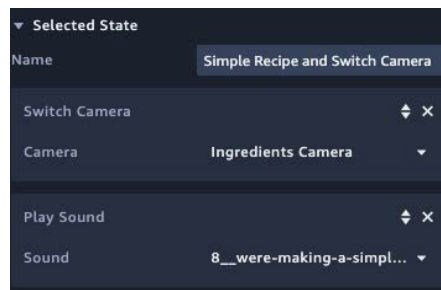 Selected State
Name Simple Recipe and Switch Camera
Switch Camera
Camera Ingredients Camera
Play Sound
Sound 8__were-making-a-simpl...